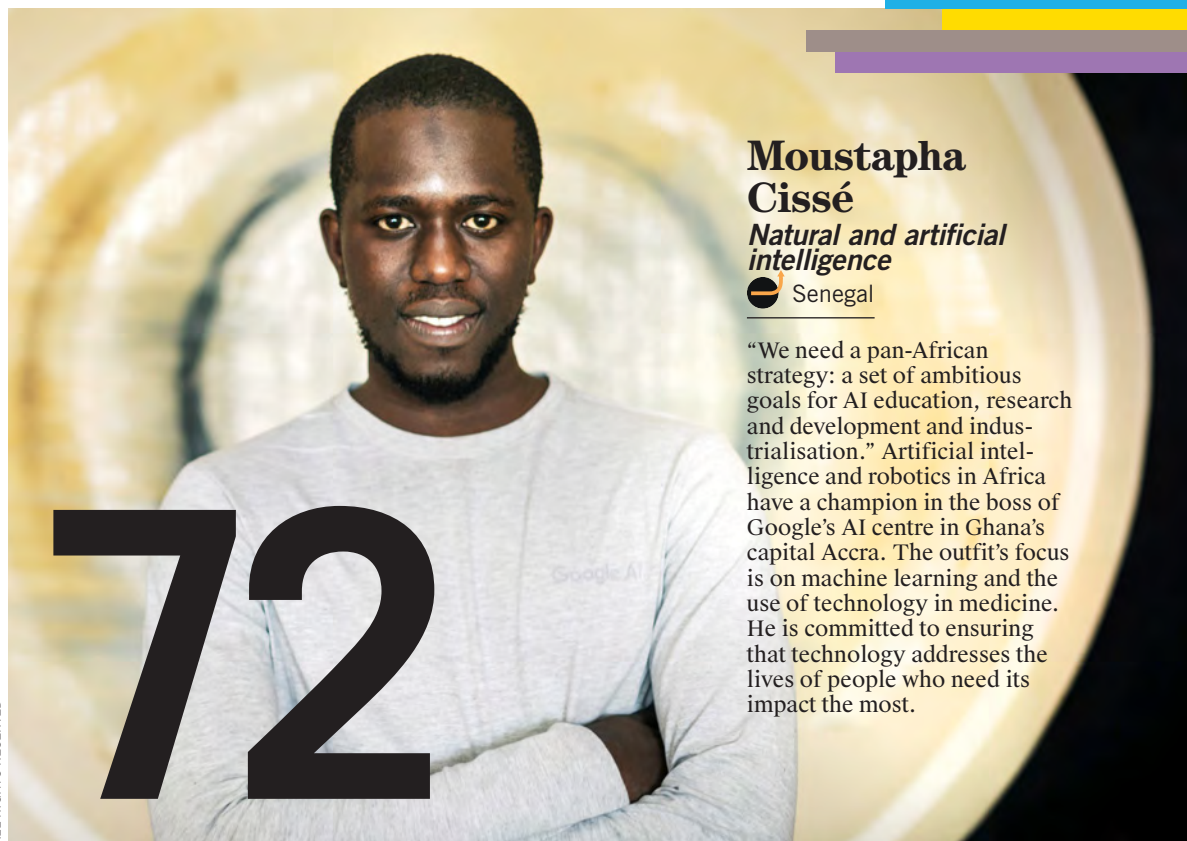 Moustapha
Cissé
Natural and artificial
intelligence
Senegal
“We need a pan-African
strategy: a set of ambitious
goals for AI education, research
and development and indus-
trialisation.” Artificial intel-
ligence and robotics in Africa
have a champion in the boss of
Google’s AI centre in Ghana’s
capital Accra. The outfit’s focus
is on machine learning and the
use of technology in medicine.
He is committed to ensuring
that technology addresses the
lives of people who need its
impact the most.
Google AI
72